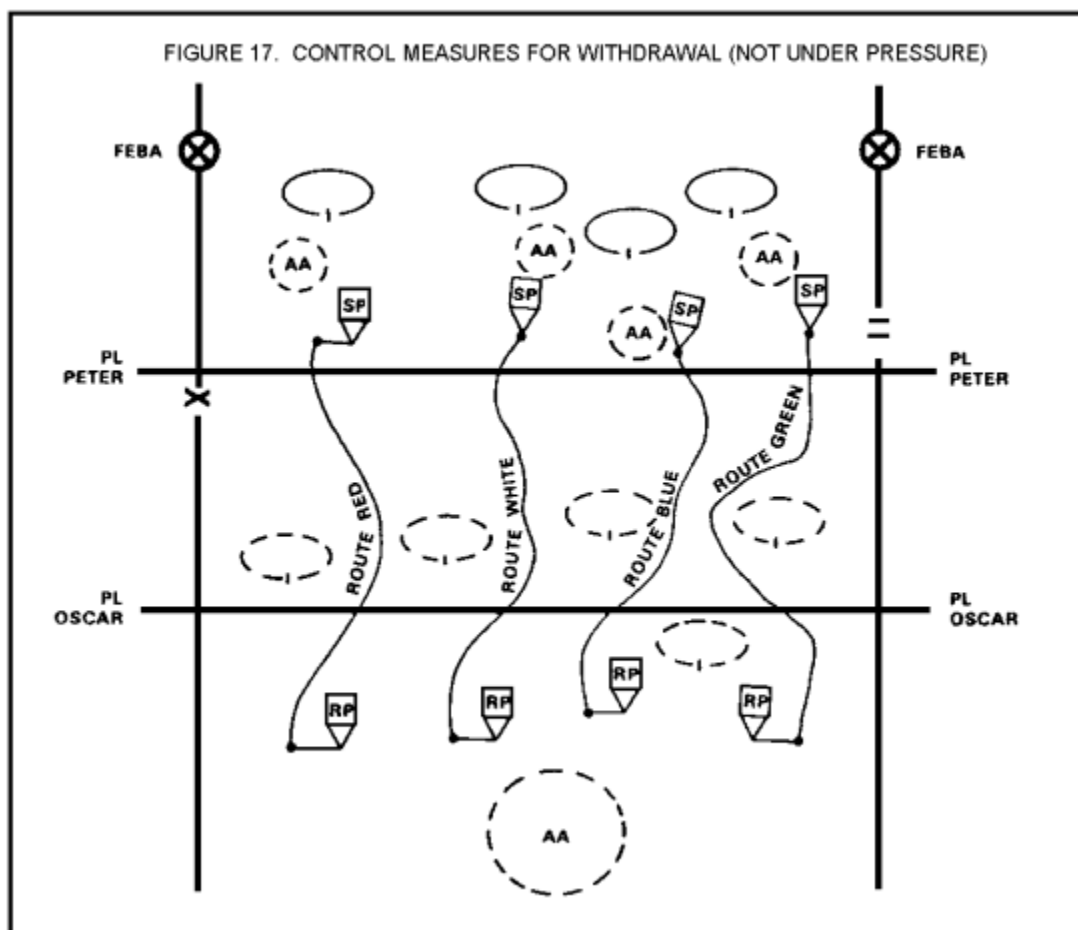 FIGURE 17. CONTROL MEASURES FOR WITHDRAWAL (NOT UNDER PRESSURE)
FEBA
FEBA
AA
AA
AA
AA
SP
SP
SP
SP
PL
PETER
PL
PETER
ROUTE RED
ROUTE WHITE
ROUTE BLUE
ROUTE GREEN
PL
OSCAR
PL
OSCAR
RP
RP
RP
RP
AA